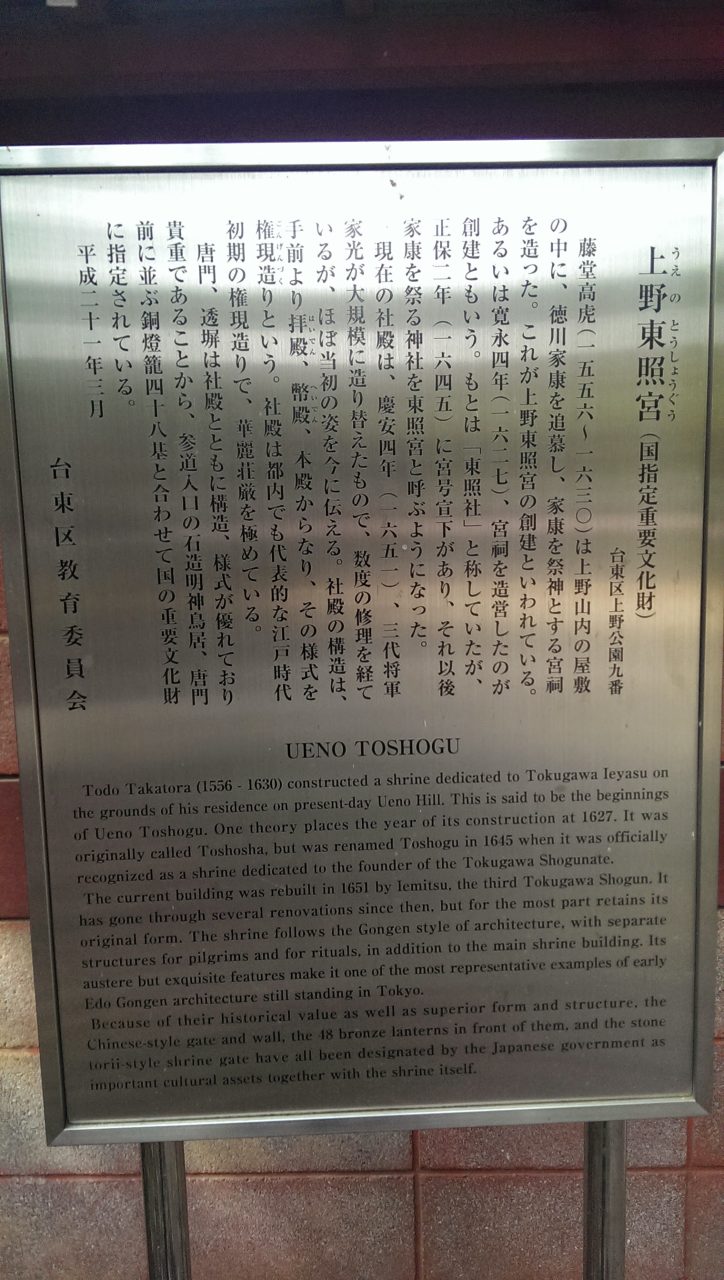 上野東照宮（国指定重要文化財）
うえのとうしょうぐう
台東区上野公園九番
藤堂高虎（一五五六〜一六三〇）は上野山内の屋敷
の中に、徳川家康を追慕し、家康を祭神とする宮祠
を造った。これが上野東照宮の創建といわれている。
あるいは寛永四年（一六二七）、宮祠を造営したのが
創建ともいう。もとは「東照社」と称していたが、
正保二年（一六四五）に宮号宣下があり、それ以後
家康を祭る神社を東照宮と呼ぶようになった。
現在の社殿は、慶安四年（一六五一）、三代将軍
家光が大規模に造り替えたもので、数度の修理を経て
いるが、ほぼ当初の姿を今に伝える。社殿の構造は、
手前より拝殿、幣殿、本殿からなり、その様式を
はいでん へいでん
権現造りという。社殿は都内でも代表的な江戸時代
ごんげんづく
初期の権現造りで、華麗荘厳を極めている。
唐門、透塀は社殿とともに構造、様式が優れており
貴重であることから、参道入口の石造明神鳥居、唐門
前に並ぶ銅燈籠四十八基と合わせて国の重要文化財
に指定されている。
平成二十一年三月
台東区教育委員会
UENO TOSHOGU
Todo Takatora (1556 - 1630) constructed a shrine dedicated to Tokugawa Ieyasu on
the grounds of his residence on present-day Ueno Hill. This is said to be the beginnings
of Ueno Toshogu. One theory places the year of its construction at 1627. It was
originally called Toshosha, but was renamed Toshogu in 1645 when it was officially
recognized as a shrine dedicated to the founder of the Tokugawa Shogunate.
The current building was rebuilt in 1651 by Iemitsu, the third Tokugawa Shogun. It
has gone through several renovations since then, but for the most part retains its
original form. The shrine follows the Gongen style of architecture, with separate
structures for pilgrims and for rituals, in addition to the main shrine building. Its
austere but exquisite features make it one of the most representative examples of early
Edo Gongen architecture still standing in Tokyo.
Because of their historical value as well as superior form and structure, the
Chinese-style gate and wall, the 48 bronze lanterns in front of them, and the stone
torii-style shrine gate have all been designated by the Japanese government as
important cultural assets together with the shrine itself.